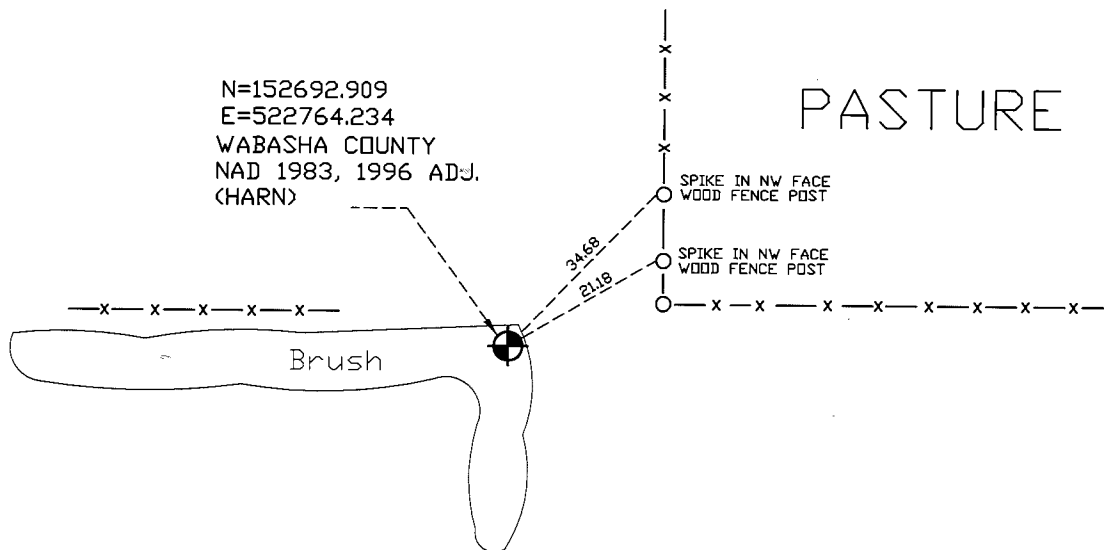 N=152692.909
E=522764.234
WABASHA COUNTY
NAD 1983, 1996 ADJ.
(HARN)
PASTURE
SPIKE IN NW FACE
WOOD FENCE POST
34.68
SPIKE IN NW FACE
WOOD FENCE POST
21.18
Brush